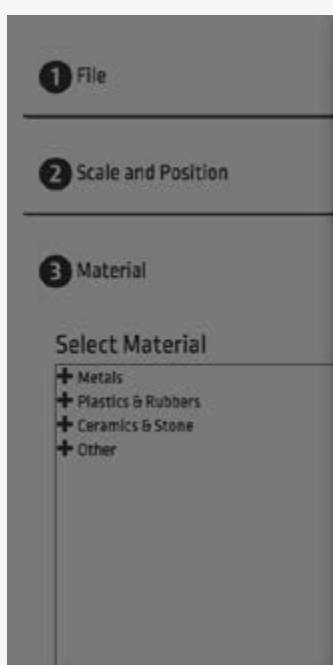 1 File
2 Scale and Position
3 Material
Select Material
Metals
Plastics & Rubbers
Ceramics & Stone
Other